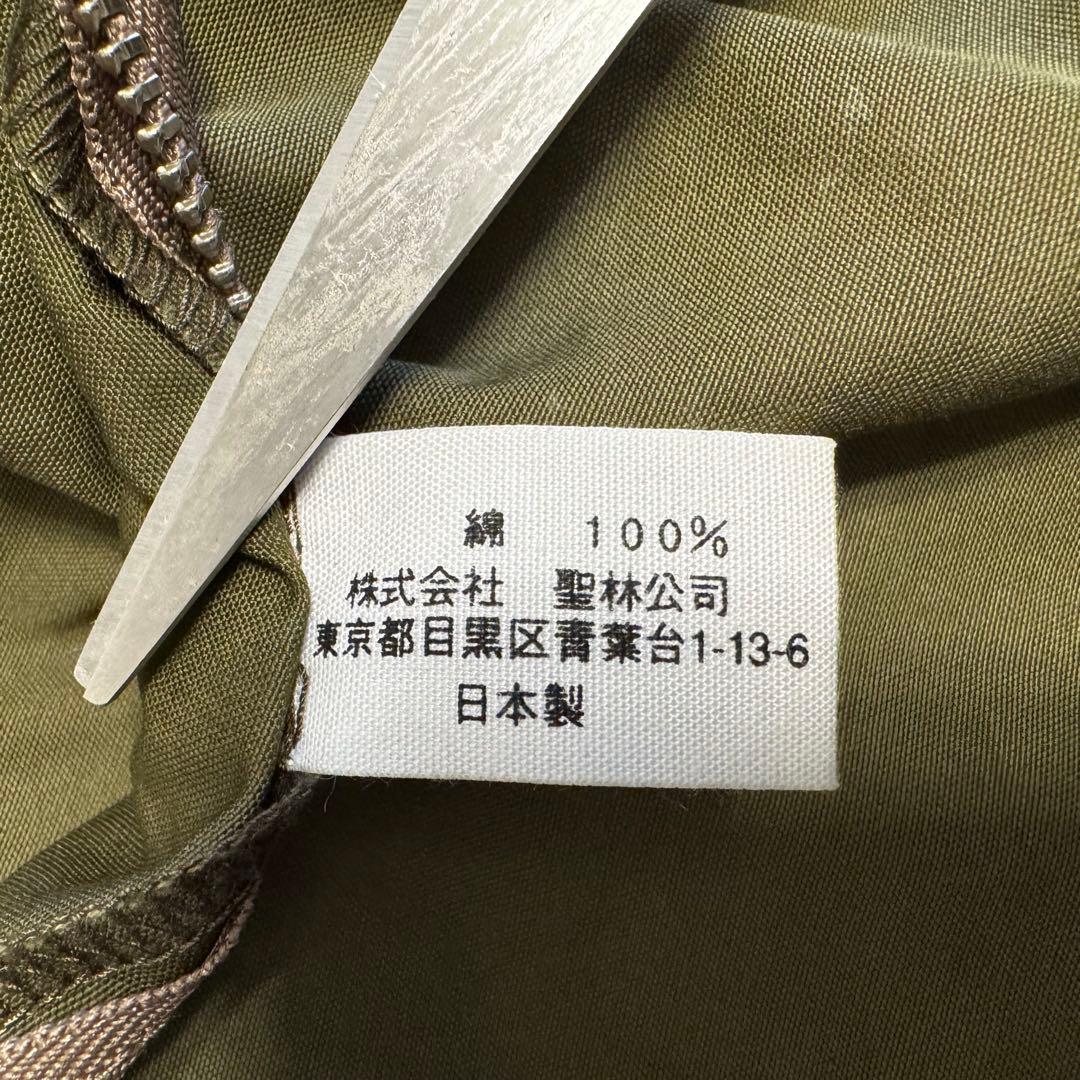 綿　100%
株式会社　聖林公司
東京都目黒区青葉台1-13-6
日本製